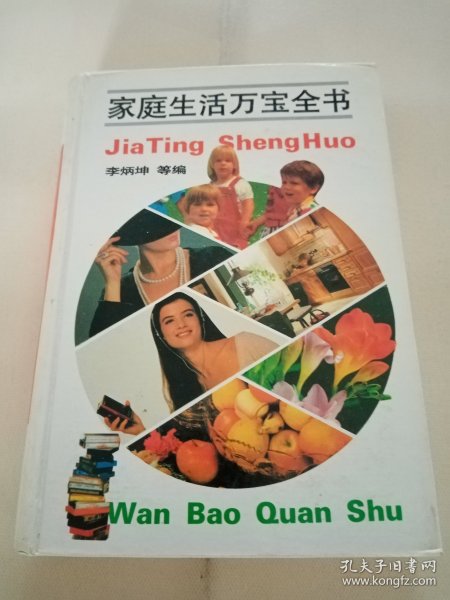 家庭生活万宝全书
JiaTing ShengHuo
李炳坤 等编
Wan Bao Quan Shu
孔夫子旧书网
www.kongfz.com